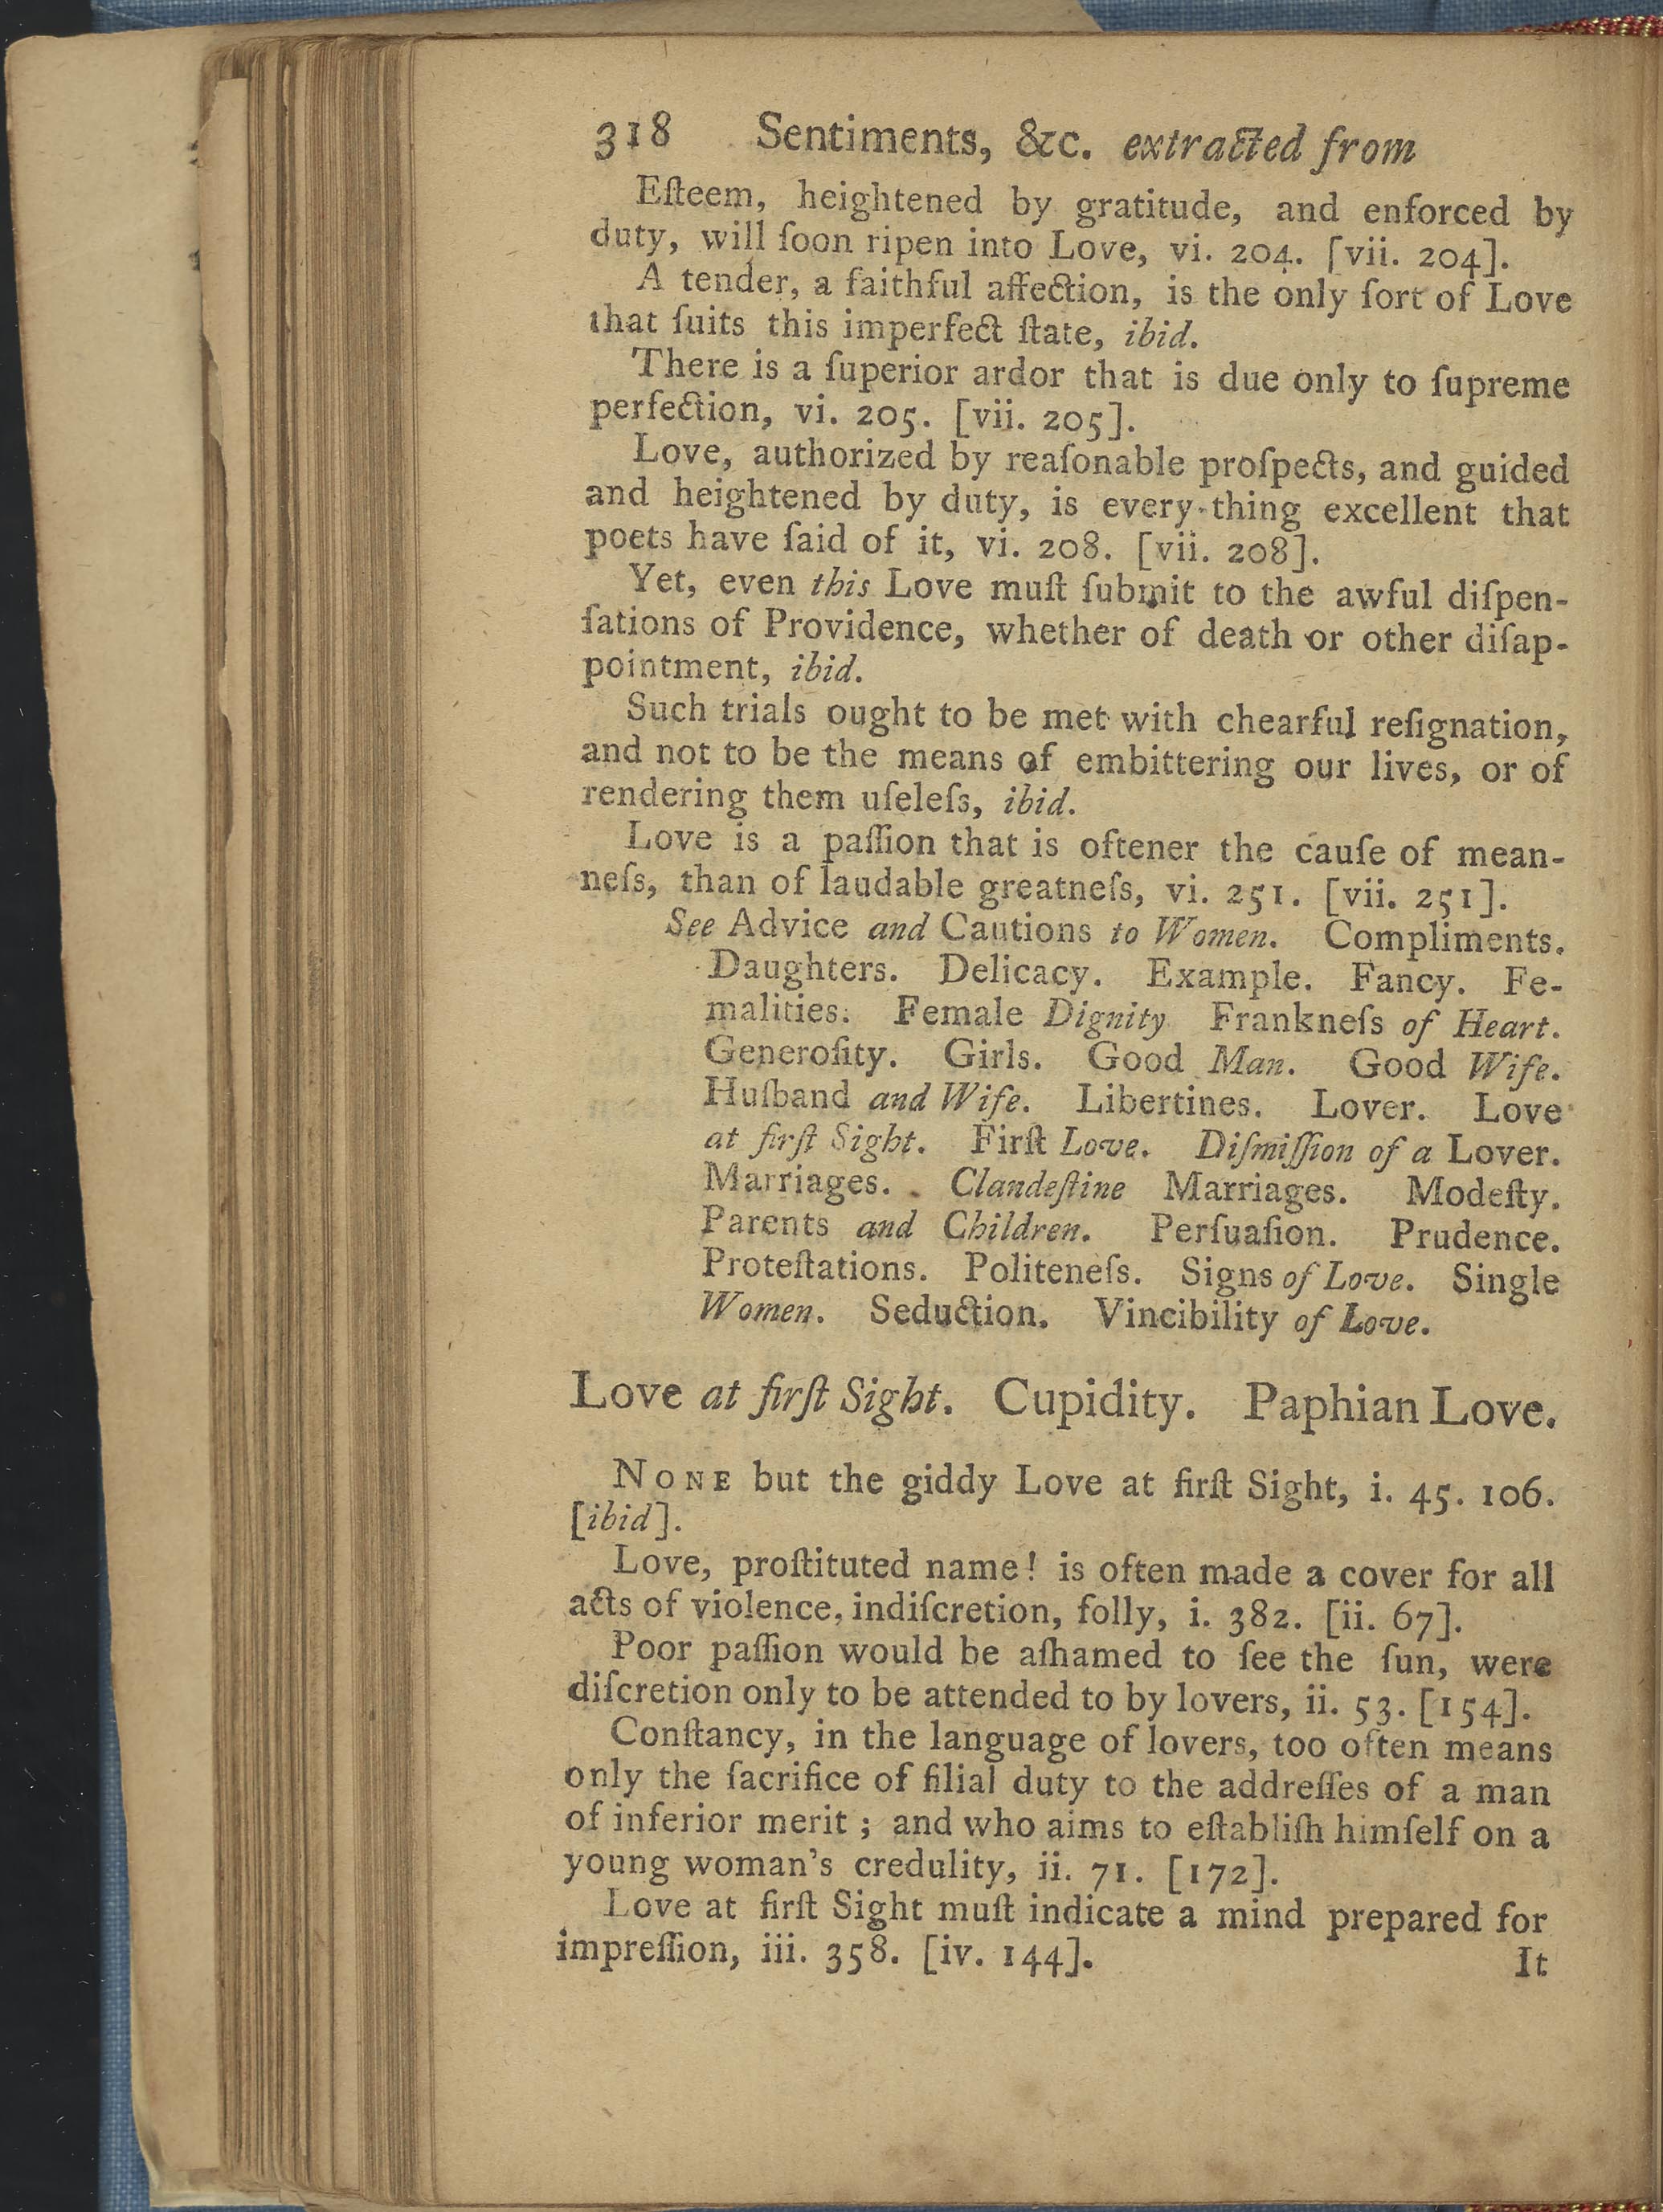 318 Sentiments, &c. extracted from
Eſteem, heightened by gratitude, and enforced by
duty, will ſoon ripen into Love, vi. 204. [vii. 204].
A tender, a faithful affection, is the only ſort of Love
that ſuits this imperfect ſtate, ibid.
There is a ſuperior ardor that is due only to ſupreme
perfection, vi. 205. [vii. 205].
Love, authorized by reaſonable proſpects, and guided
and heightened by duty, is every-thing excellent that
poets have ſaid of it, vi. 208. [vii. 208].
Yet, even this Love muſt ſubmit to the awful diſpen-
ſations of Providence, whether of death or other diſap-
pointment, ibid.
Such trials ought to be met with chearful reſignation,
and not to be the means of embittering our lives, or of
rendering them uſeleſs, ibid.
Love is a paſſion that is oftener the cauſe of mean-
neſs, than of laudable greatneſs, vi. 251. [vii. 251].
See Advice and Cautions to Women. Compliments.
Daughters. Delicacy. Example. Fancy. Fe-
malities. Female Dignity Frankneſs of Heart.
Generoſity. Girls. Good Man. Good Wife.
Huſband and Wife. Libertines. Lover. Love
at firſt Sight. Firſt Love. Diſmiſſion of a Lover.
Marriages. Clandeſtine Marriages. Modeſty.
Parents and Children. Perſuaſion. Prudence.
Proteſtations. Politeneſs. Signs of Love. Single
Women. Seduction. Vincibility of Love.
Love at firſt Sight. Cupidity. Paphian Love.
NONE but the giddy Love at firſt Sight, i. 45. 106.
[ibid].
Love, proſtituted name! is often made a cover for all
acts of violence, indiſcretion, folly, i. 382. [ii. 67].
Poor paſſion would be aſhamed to ſee the ſun, were
diſcretion only to be attended to by lovers, ii. 53. [154].
Conſtancy, in the language of lovers, too often means
only the ſacrifice of filial duty to the addreſſes of a man
of inferior merit ; and who aims to eſtabliſh himſelf on a
young woman's credulity, ii. 71. [172].
Love at firſt Sight muſt indicate a mind prepared for
impreſſion, iii. 358. [iv. 144].
It